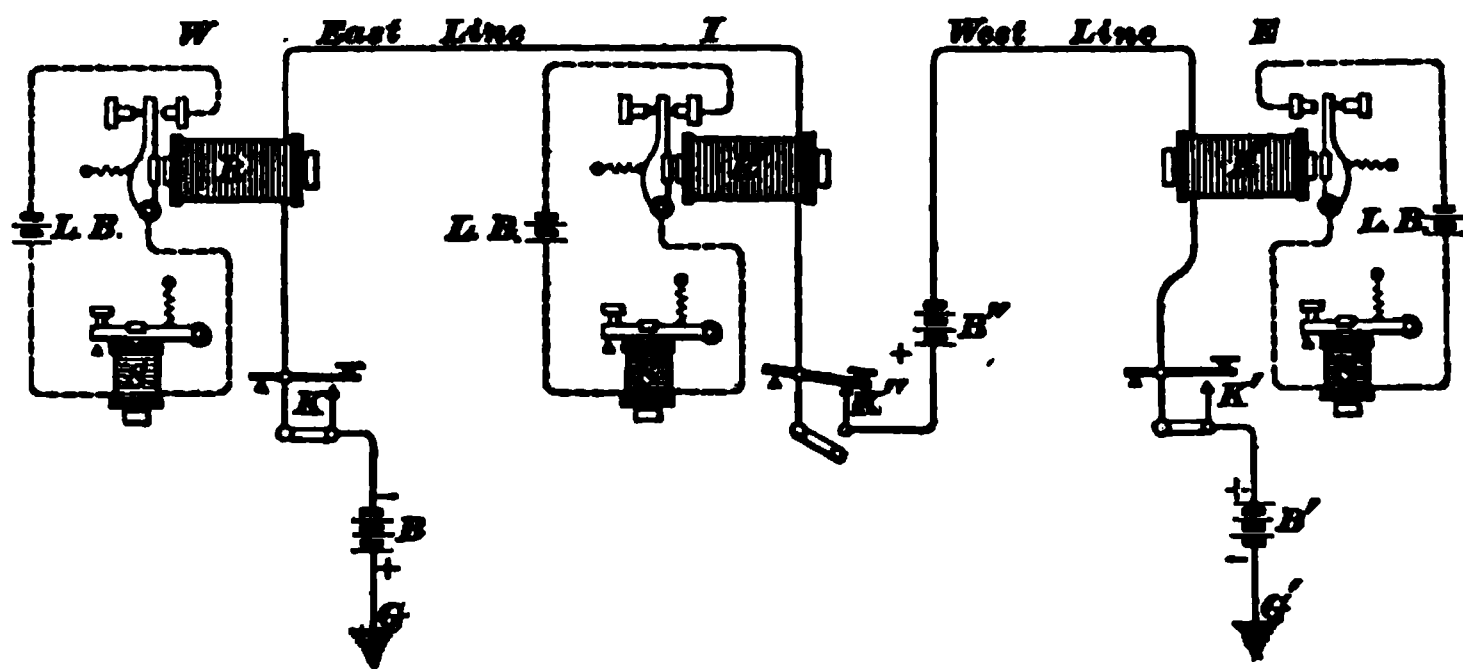 W East Line I West Line E
R R R
L. B. L. B. L. B.
B″
+
K K″ K′
− +
B B′
+ −
G G′